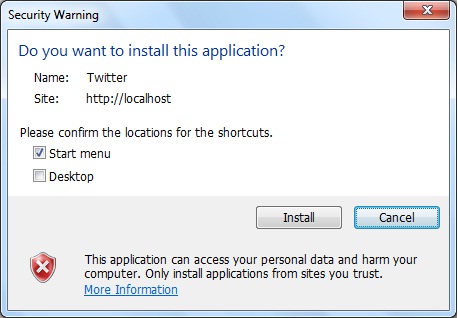 Security Warning
Do you want to install this application?
Name: Twitter
Site: http://localhost
Please confirm the locations for the shortcuts.
Start menu
Desktop
Install Cancel
This application can access your personal data and harm your
computer. Only install applications from sites you trust.
More Information